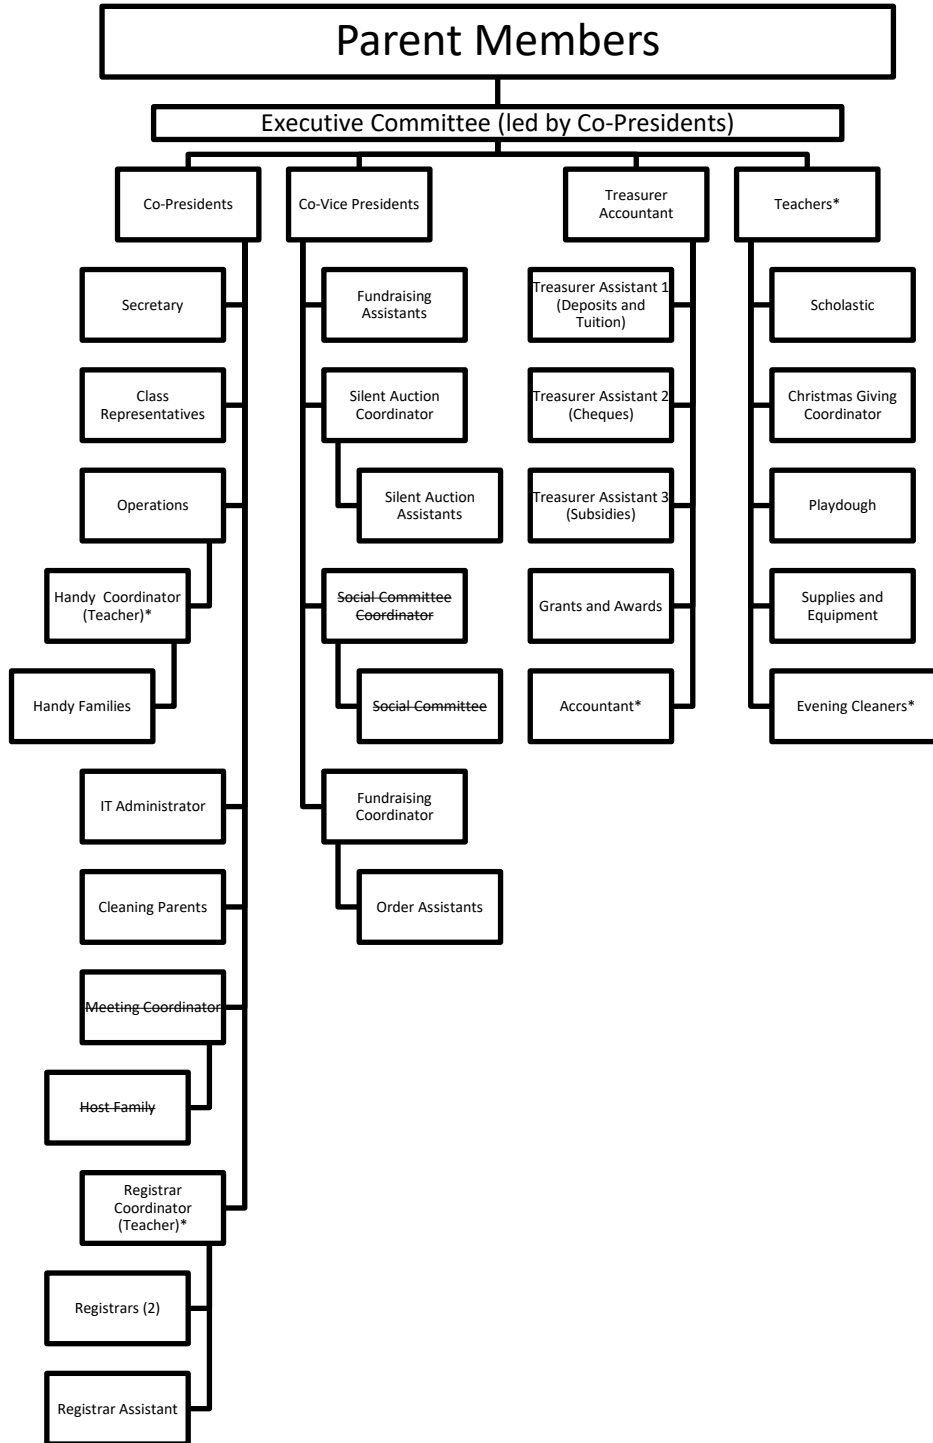 Parent Members
Executive Committee (led by Co-Presidents)
Co-Presidents
Co-Vice Presidents
Treasurer
Accountant
Teachers*
Secretary
Class
Representatives
Operations
Handy  Coordinator
(Teacher)*
Handy Families
IT Administrator
Cleaning Parents
Meeting Coordinator
Host Family
Registrar
Coordinator
(Teacher)*
Registrars (2)
Registrar Assistant
Fundraising
Assistants
Silent Auction
Coordinator
Silent Auction
Assistants
Social Committee
Coordinator
Social Committee
Fundraising
Coordinator
Order Assistants
Treasurer Assistant 1
(Deposits and
Tuition)
Treasurer Assistant 2
(Cheques)
Treasurer Assistant 3
(Subsidies)
Grants and Awards
Accountant*
Scholastic
Christmas Giving
Coordinator
Playdough
Supplies and
Equipment
Evening Cleaners*